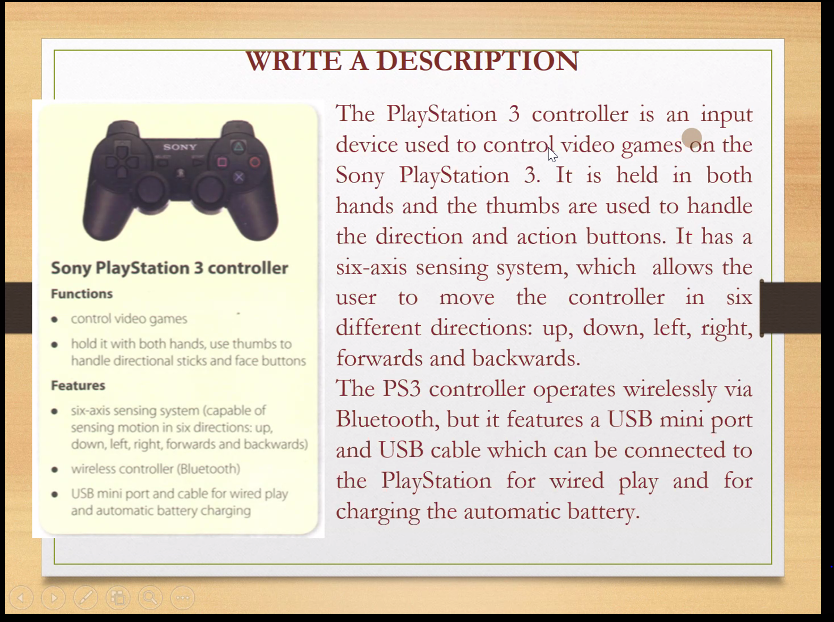 WRITE A DESCRIPTION
SONY
Sony PlayStation 3 controller
Functions
• control video games
• hold it with both hands, use thumbs to
handle directional sticks and face buttons
Features
• six-axis sensing system (capable of
sensing motion in six directions: up,
down, left, right, forwards and backwards)
• wireless controller (Bluetooth)
• USB mini port and cable for wired play
and automatic battery charging
The PlayStation 3 controller is an input
device used to control video games on the
Sony PlayStation 3. It is held in both
hands and the thumbs are used to handle
the direction and action buttons. It has a
six-axis sensing system, which allows the
user to move the controller in six
different directions: up, down, left, right,
forwards and backwards.
The PS3 controller operates wirelessly via
Bluetooth, but it features a USB mini port
and USB cable which can be connected to
the PlayStation for wired play and for
charging the automatic battery.